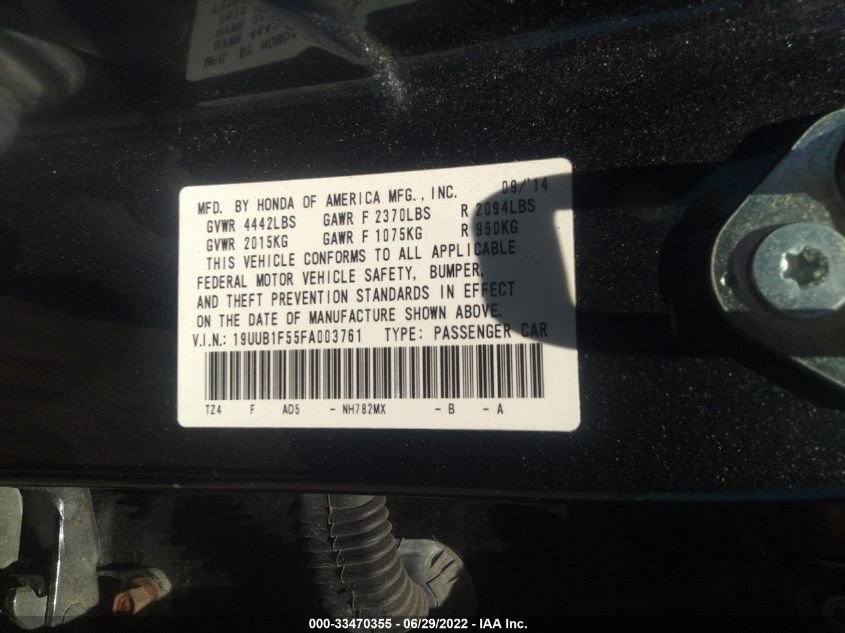 MFD. BY HONDA OF AMERICA MFG., INC. 09/'14
GVWR 4442LBS GAWR F 2370LBS R 2094LBS
GVWR 2015KG GAWR F 1075KG R 950KG
THIS VEHICLE CONFORMS TO ALL APPLICABLE
FEDERAL MOTOR VEHICLE SAFETY, BUMPER,
AND THEFT PREVENTION STANDARDS IN EFFECT
ON THE DATE OF MANUFACTURE SHOWN ABOVE.
V.I.N.: 19UUB1F55FA003761 TYPE: PASSENGER CAR
TZ4 F AD5 - NH782MX - B - A
000-33470355 - 06/29/2022 - IAA Inc.